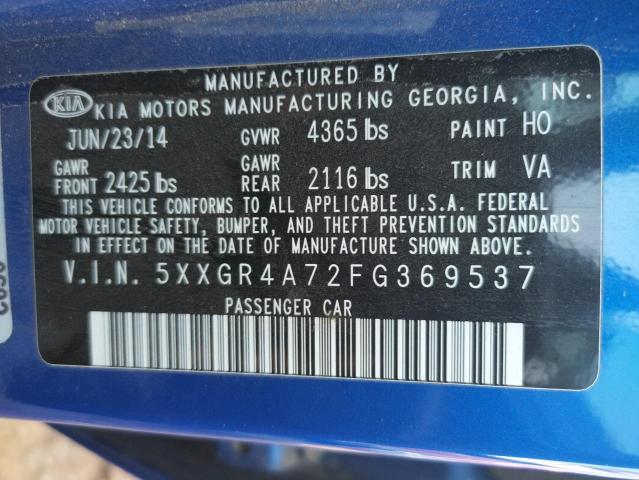 MANUFACTURED BY
KIA KIA MOTORS MANUFACTURING GEORGIA, INC.
JUN/23/14 GVWR 4365 lbs PAINT HO
GAWR FRONT 2425 lbs GAWR REAR 2116 lbs TRIM VA
THIS VEHICLE CONFORMS TO ALL APPLICABLE U.S.A. FEDERAL
MOTOR VEHICLE SAFETY, BUMPER, AND THEFT PREVENTION STANDARDS
IN EFFECT ON THE DATE OF MANUFACTURE SHOWN ABOVE.
V.I.N. 5XXGR4A72FG369537
PASSENGER CAR